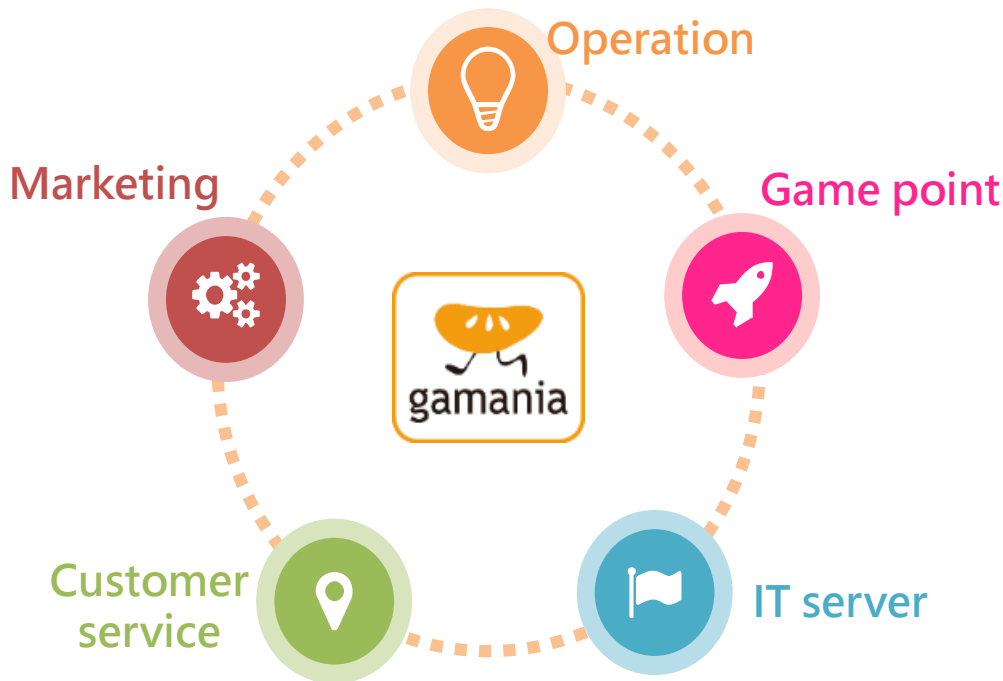 Operation
Marketing
Game point
gamania
Customer
service
IT server